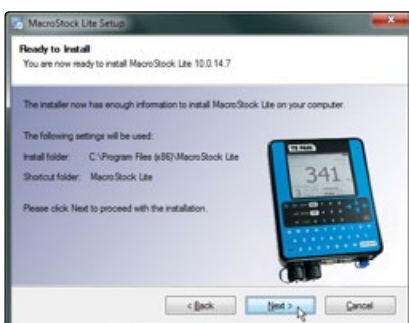 MacroStock Lite Setup
Ready to Install
You are now ready to install MacroStock Lite 10.0.14.7
The installer now has enough information to install MacroStock Lite on your computer.
The following settings will be used:
Install folder: C:\Program Files (x86)\MacroStock Lite
Shortcut folder: MacroStock Lite
Please click Next to proceed with the installation.
TE PARI
341
< Back Next > Cancel